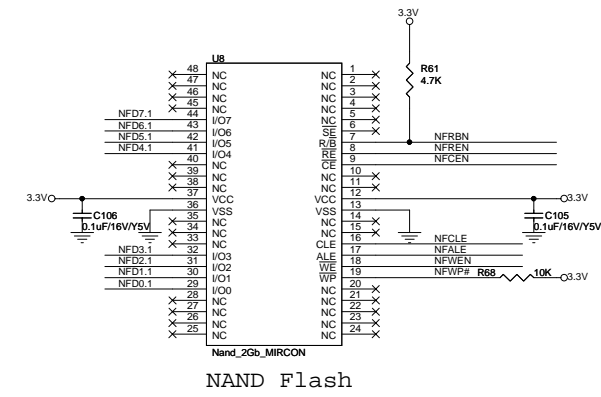 3.3V
U8
R61
4.7K
48 NC NC 1
47 NC NC 2
46 NC NC 3
45 NC NC 4
NFD7.1 44 I/O7 NC 5
NFD6.1 43 I/O6 SE 6
NFD5.1 42 I/O5 R/B 7 NFRBN
NFD4.1 41 I/O4 RE 8 NFREN
40 NC CE 9 NFCEN
39 NC NC 10
38 NC NC 11
3.3V 37 VCC VCC 12 3.3V
36 VSS VSS 13
C106 35 NC NC 14 C105
0.1uF/16V/Y5V 34 NC NC 15 0.1uF/16V/Y5V
33 NC CLE 16 NFCLE
NFD3.1 32 I/O3 ALE 17 NFALE
NFD2.1 31 I/O2 WE 18 NFWEN
NFD1.1 30 I/O1 WP 19 NFWP# R68 10K 3.3V
NFD0.1 29 I/O0 NC 20
28 NC NC 21
27 NC NC 22
26 NC NC 23
25 NC NC 24
Nand_2Gb_MIRCON
NAND Flash